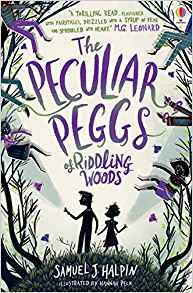 "A THRILLING READ, FLAVOURED
WITH FAIRYTALES, DRIZZLED WITH A SYRUP OF FEAR
AND SPRINKLED WITH HEART." M.G. LEONARD
The
PECULIAR
PEGGS
of RIDDLING
WOODS
SAMUEL J. HALPIN
ILLUSTRATED BY HANNAH PECK